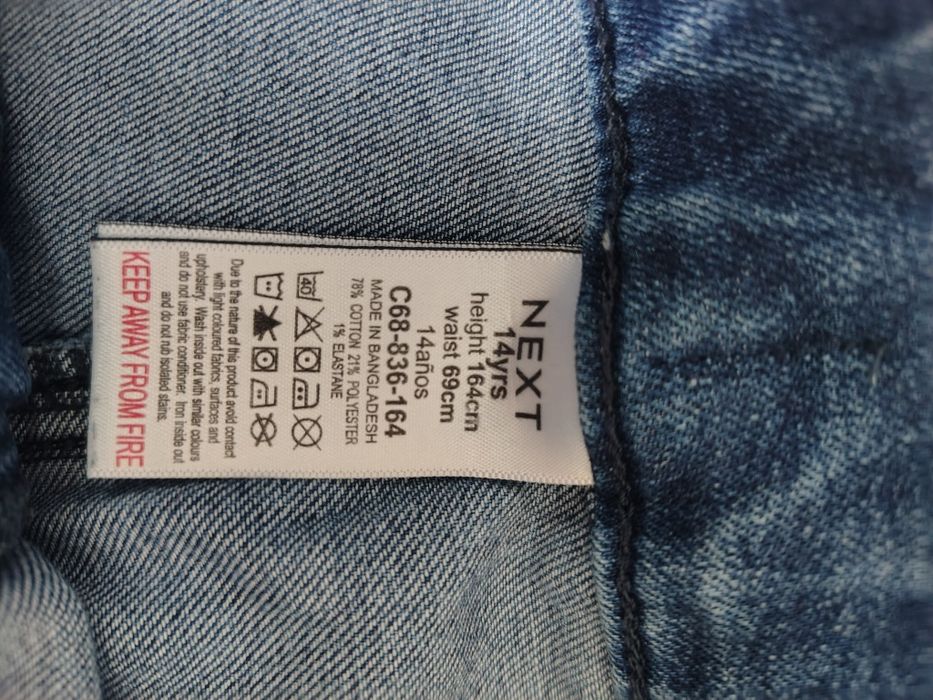 NEXT
14yrs
height 164cm
waist 69cm
14años
C68-836-164
MADE IN BANGLADESH
78% COTTON 21% POLYESTER
1% ELASTANE
40
Due to the nature of this product avoid contact
with light coloured fabrics, surfaces and
upholstery. Wash inside out with similar colours
and do not use fabric conditioner. Iron inside out
and do not rub isolated stains.
KEEP AWAY FROM FIRE